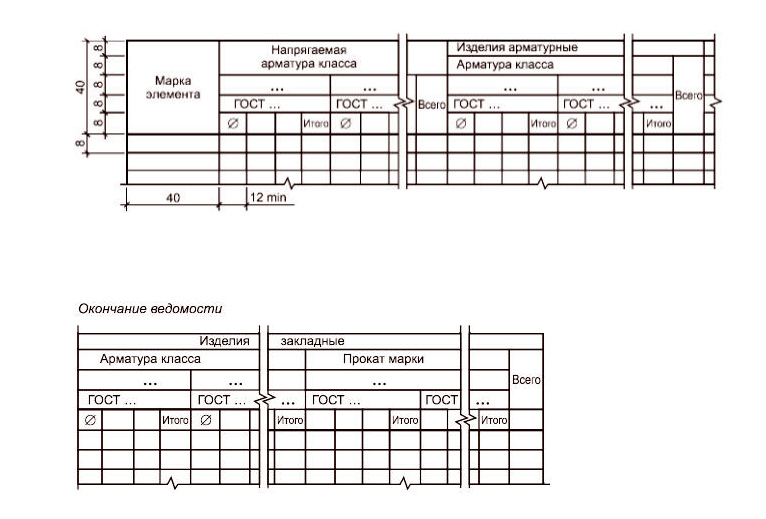 Напрягаемая
арматура класса
Изделия арматурные
Арматура класса
Марка
элемента
... ... ... ...
Всего
Всего
ГОСТ ... ГОСТ ... ГОСТ ... ГОСТ ... ...
∅ Итого ∅ ∅ Итого ∅ Итого
40
8
8
8
8
8
8
40
12 min
Окончание ведомости
Изделия закладные
Арматура класса
Прокат марки
... ... ...
Всего
ГОСТ ... ГОСТ ... ... ГОСТ ... ГОСТ ...
∅ Итого ∅ Итого Итого Итого